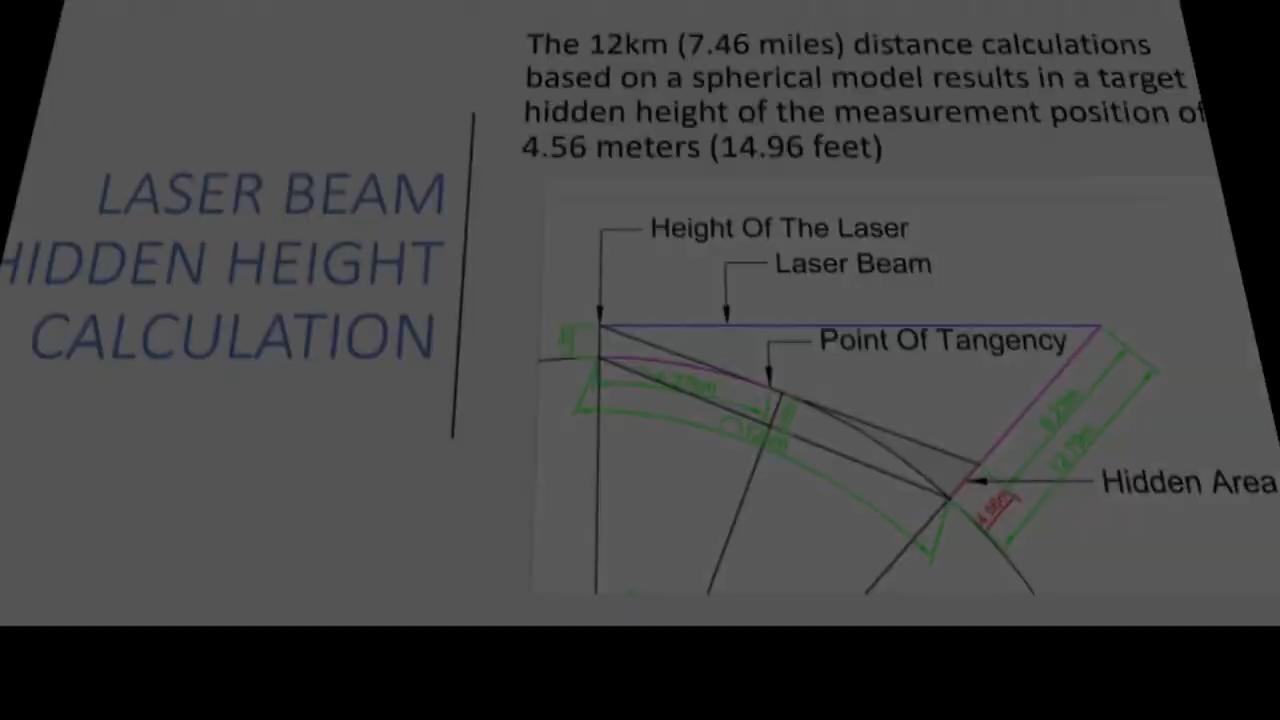 The 12km (7.46 miles) distance calculations
based on a spherical model results in a target
hidden height of the measurement position of
4.56 meters (14.96 feet)
LASER BEAM
HIDDEN HEIGHT
CALCULATION
Height Of The Laser
Laser Beam
Point Of Tangency
Hidden Area